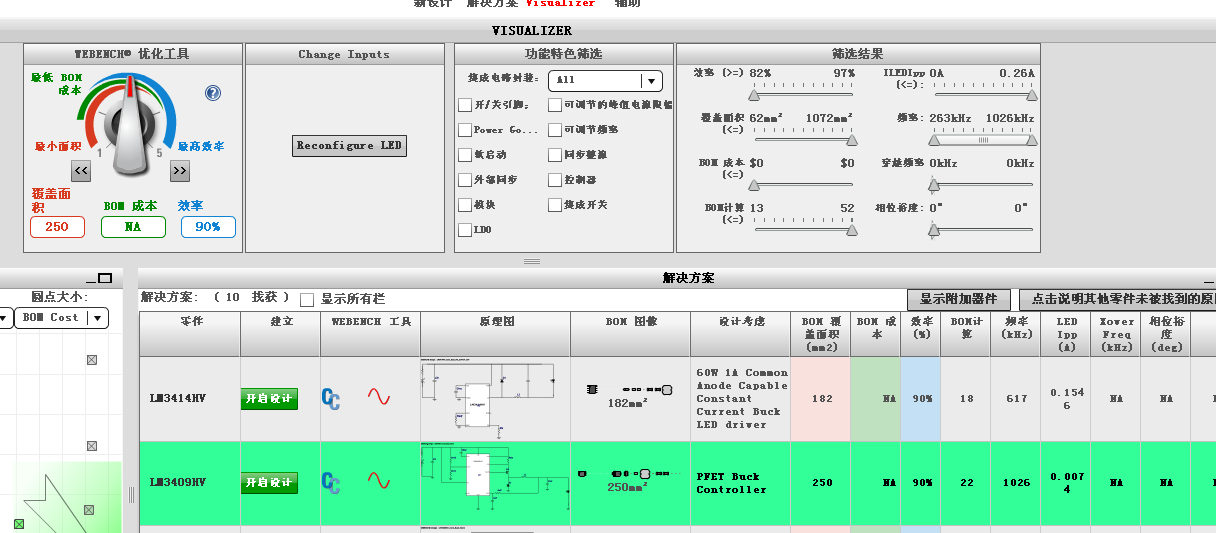 新设计 解决方案 Visualizer 辅助
VISUALIZER
WEBENCH® 优化工具
最低 BOM
成本
最小面积
1
5
最高效率
<<
>>
覆盖面
积
BOM 成本
效率
250
NA
90%
Change Inputs
Reconfigure LED
功能特色筛选
集成电路封装:
All
开/关引脚:
可调节的峰值电源限幅
Power Go...
可调节频率
软启动
同步整流
外部同步
控制器
模块
集成开关
LDO
筛选结果
效率 (>=) 82% 97%
ILEDIpp 0A 0.26A
(<=):
覆盖面积 62mm² 1072mm²
(<=)
频率: 263kHz 1026kHz
BOM 成本 $0 $0
(<=)
穿越频率 0kHz 0kHz
BOM计算 13 52
(<=)
相位裕度: 0° 0°
圆点大小:
BOM Cost
解决方案
解决方案: ( 10 找获 )
显示所有栏
显示附加器件
点击说明其他零件未被找到的原
零件
建立
WEBENCH 工具
原理图
BOM 图像
设计考虑
BOM 覆
盖面积
(mm2)
BOM 成
本
效率
(%)
BOM计
算
频率
(kHz)
LED
Ipp
(A)
Xower
Freq
(kHz)
相位裕
度
(deg)
LM3414HV
开启设计
182mm²
60W 1A Common
Anode Capable
Constant
Current Buck
LED driver
182
NA
90%
18
617
0.154
6
NA
NA
LM3409HV
开启设计
250mm²
PFET Buck
Controller
250
NA
90%
22
1026
0.007
4
NA
NA